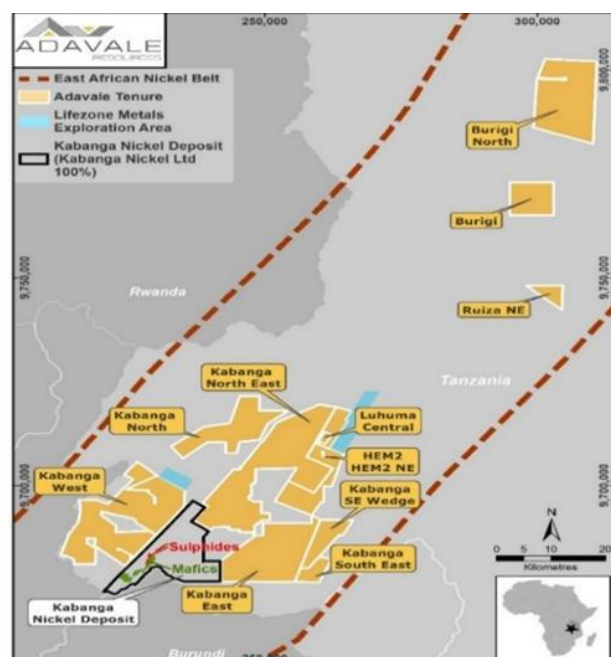 ADAVALE
RESOURCES
East African Nickel Belt
Adavale Tenure
Lifezone Metals
Exploration Area
Kabanga Nickel Deposit
(Kabanga Nickel Ltd
100%)
250,000
300,000
9,800,000
Burigi
North
Burigi
9,750,000
9,750,000
Ruiza NE
Rwanda
Tanzania
Kabanga
North East
Kabanga
North
Luhuma
Central
HEM2
HEM2 NE
Kabanga
West
Kabanga
SE Wedge
9,700,000
9,700,000
Sulphides
Mafics
Kabanga
South East
Kabanga
East
Kabanga
Nickel Deposit
Burundi
N
0
10
20
Kilometres